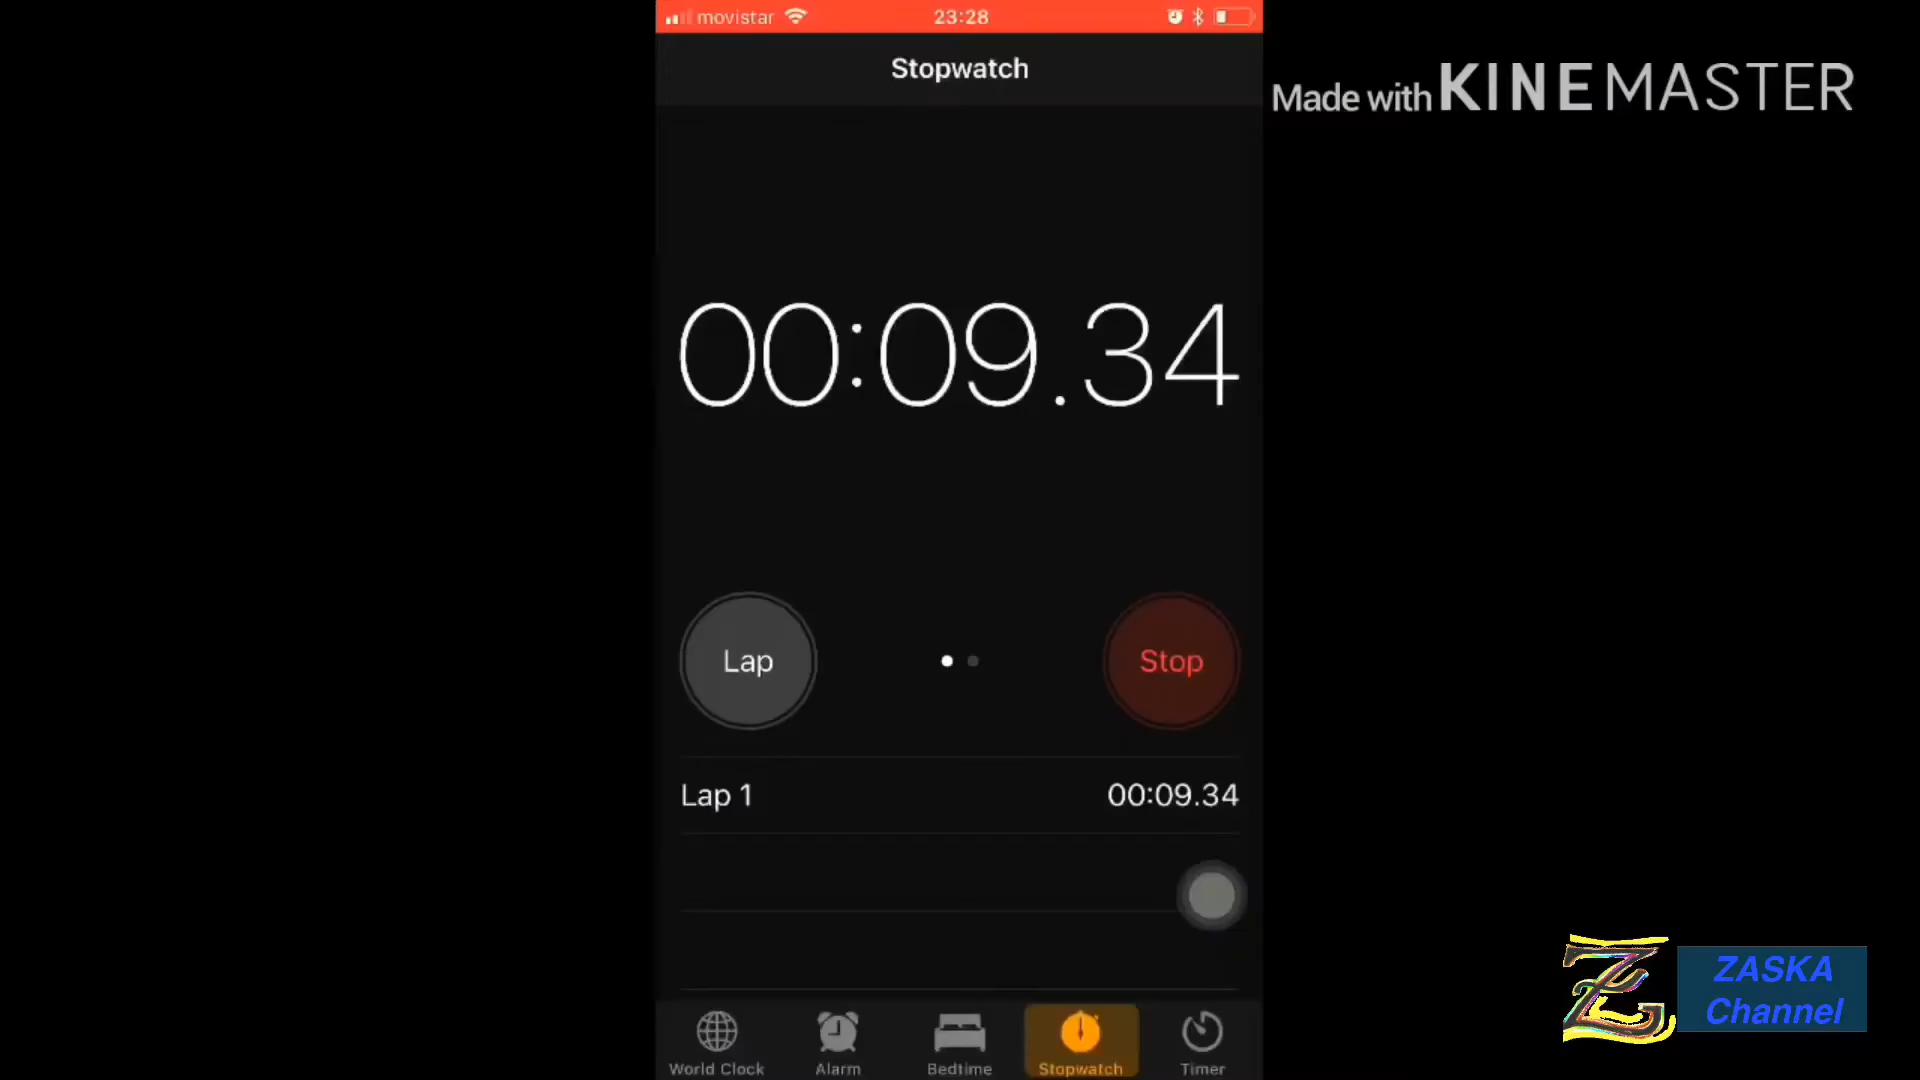 movistar 23:28
Stopwatch
Made with KINEMASTER
00:09.34
Lap Stop
Lap 1 00:09.34
World Clock Alarm Bedtime Stopwatch Timer
Z ZASKA
Channel